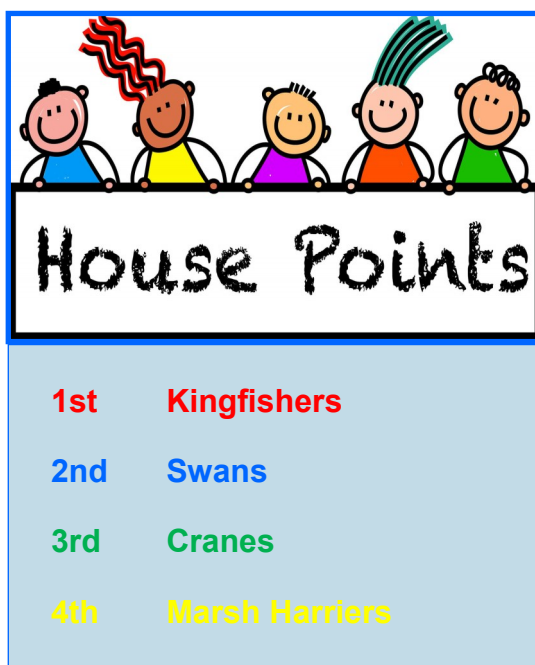 House Points
1st Kingfishers
2nd Swans
3rd Cranes
4th Marsh Harriers